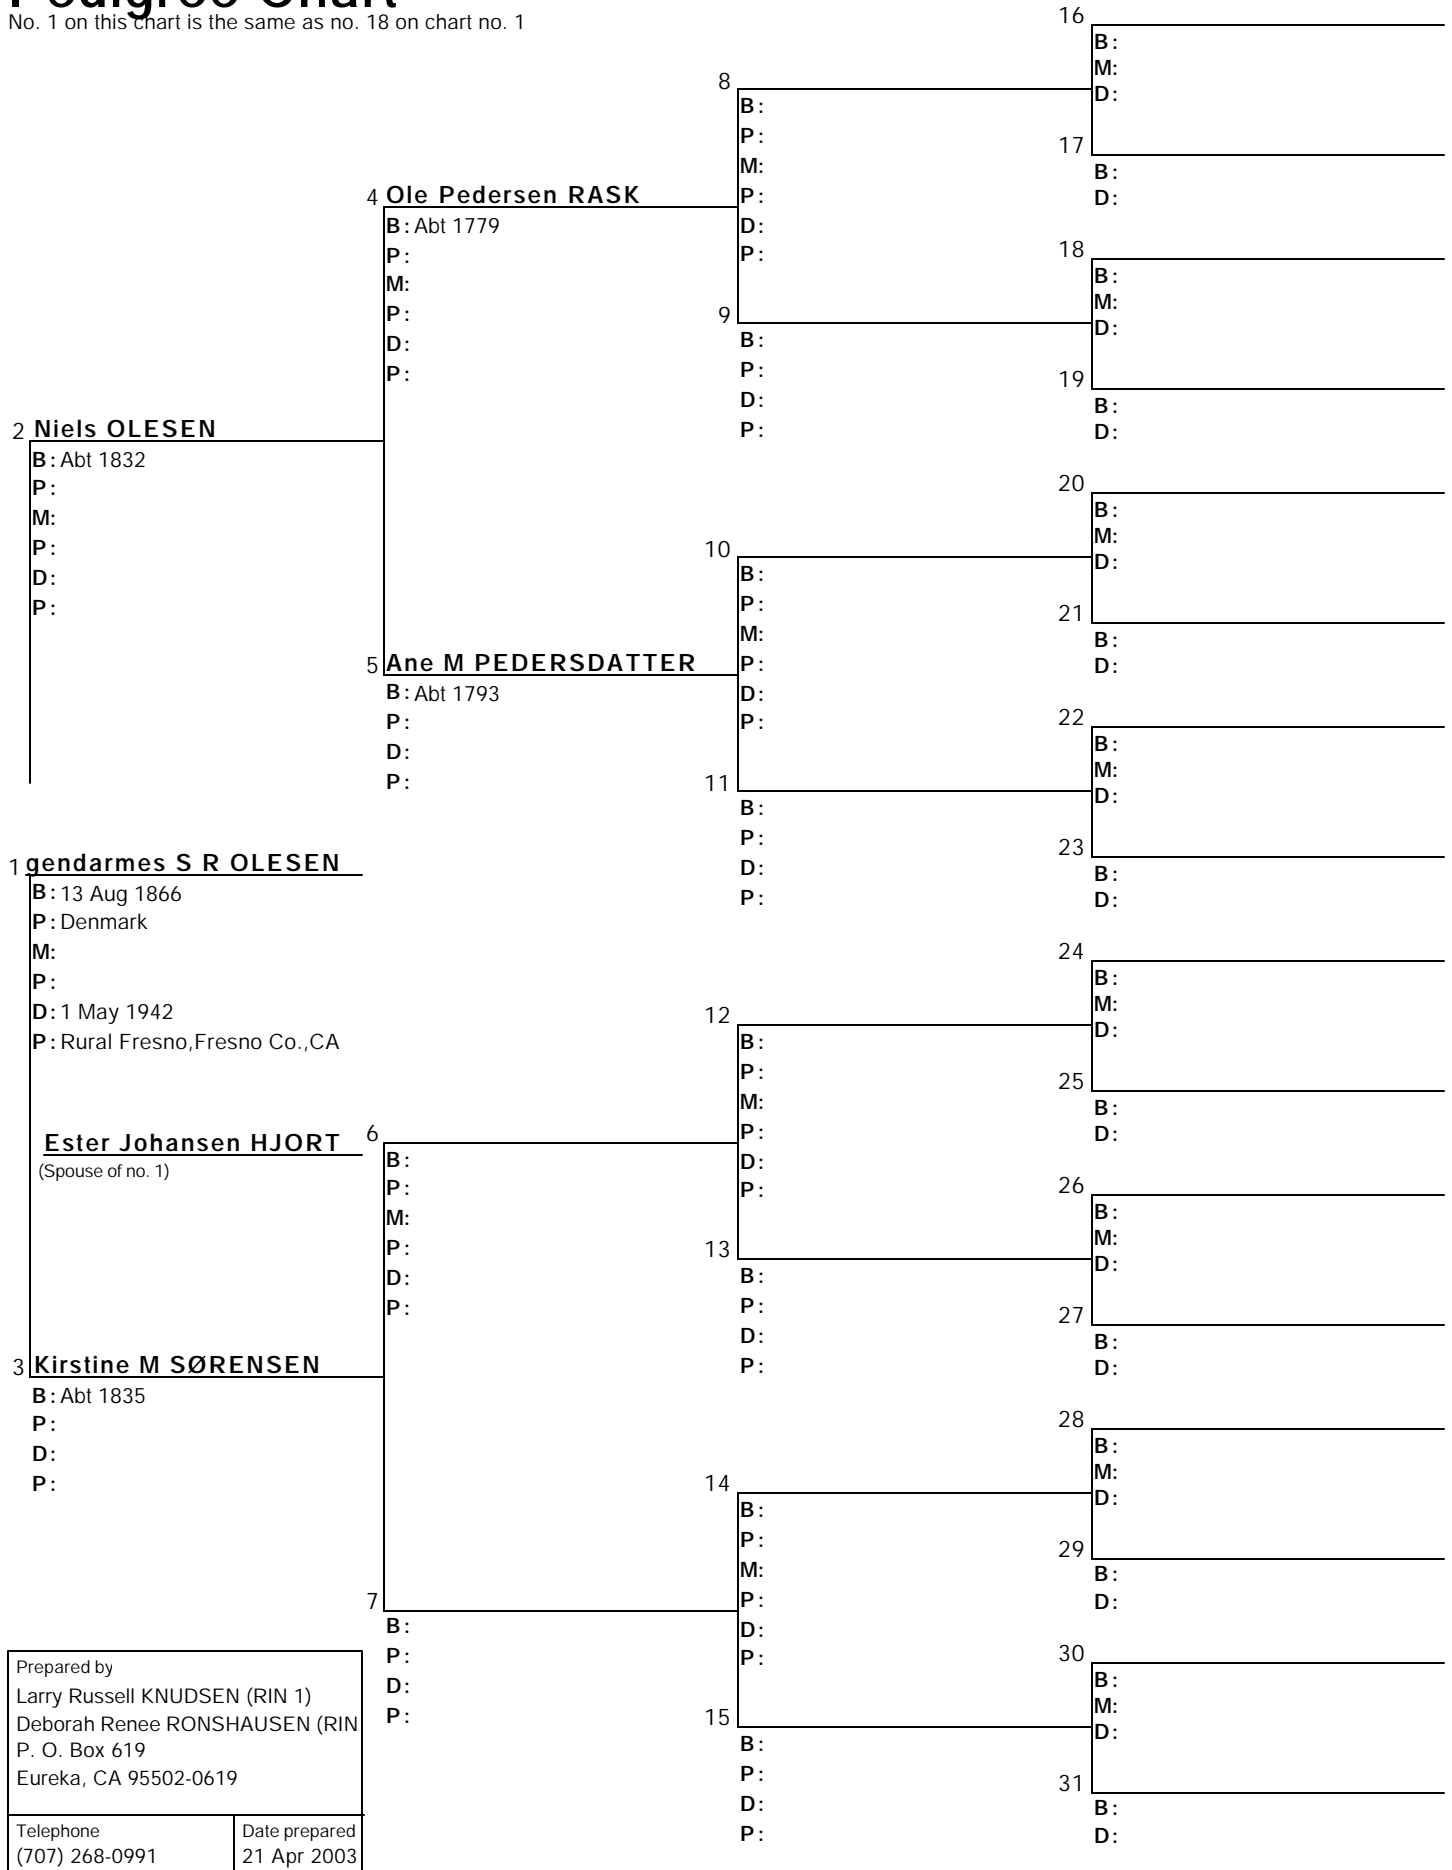 Pedigree Chart
No. 1 on this chart is the same as no. 18 on chart no. 1
16
B:
M:
D:
8
B:
P:
M:
P:
D:
P:
17
B:
D:
4 Ole Pedersen RASK
B: Abt 1779
P:
M:
P:
D:
P:
18
B:
M:
D:
9
B:
P:
D:
P:
19
B:
D:
2 Niels OLESEN
B: Abt 1832
P:
M:
P:
D:
P:
20
B:
M:
D:
10
B:
P:
M:
P:
D:
P:
21
B:
D:
5 Ane M PEDERSDATTER
B: Abt 1793
P:
D:
P:
22
B:
M:
D:
11
B:
P:
D:
P:
23
B:
D:
1 gendarmes S R OLESEN
B: 13 Aug 1866
P: Denmark
M:
P:
D: 1 May 1942
P: Rural Fresno,Fresno Co.,CA
24
B:
M:
D:
12
B:
P:
M:
P:
D:
P:
25
B:
D:
Ester Johansen HJORT
(Spouse of no. 1)
6
B:
P:
M:
P:
D:
P:
26
B:
M:
D:
13
B:
P:
D:
P:
27
B:
D:
3 Kirstine M SØRENSEN
B: Abt 1835
P:
D:
P:
28
B:
M:
D:
14
B:
P:
M:
P:
D:
P:
29
B:
D:
7
B:
P:
D:
P:
30
B:
M:
D:
15
B:
P:
D:
P:
31
B:
D:
Prepared by
Larry Russell KNUDSEN (RIN 1)
Deborah Renee RONSHAUSEN (RIN
P. O. Box 619
Eureka, CA 95502-0619
Telephone
(707) 268-0991
Date prepared
21 Apr 2003